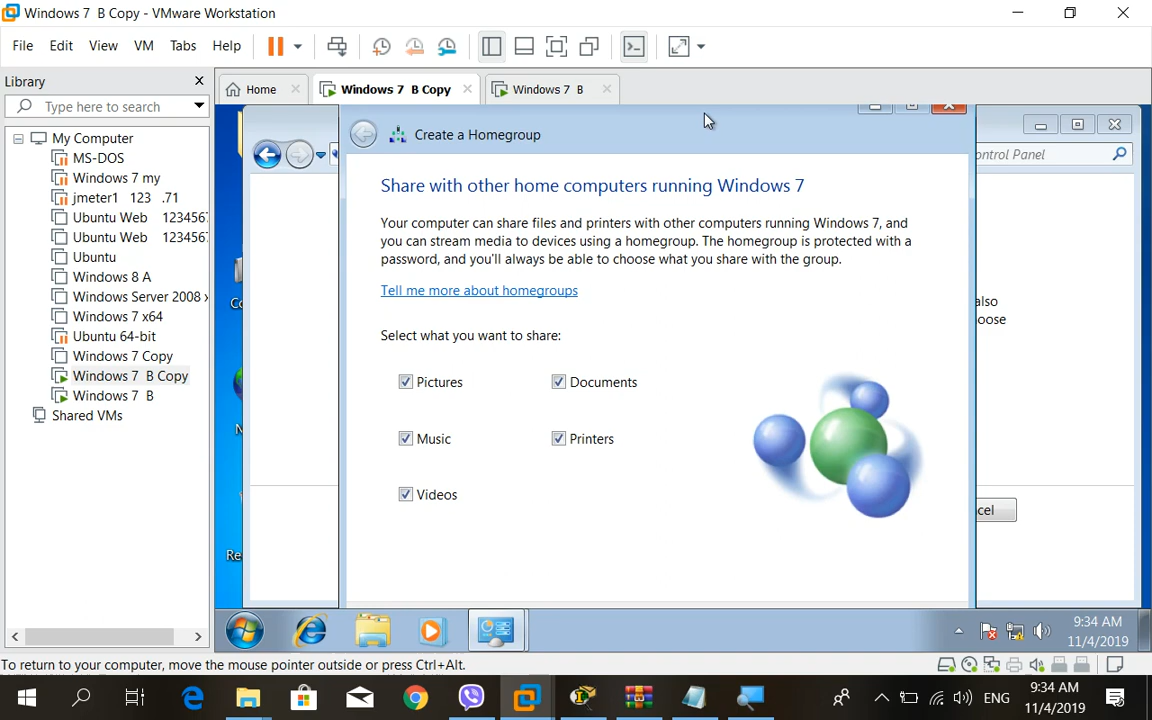 Windows 7 B Copy - VMware Workstation
File Edit View VM Tabs Help
Library
Type here to search
Home
Windows 7 B Copy
Windows 7 B
My Computer
MS-DOS
Windows 7 my
jmeter1 123 .71
Ubuntu Web 1234567
Ubuntu Web 1234567
Ubuntu
Windows 8 A
Windows Server 2008 x
Windows 7 x64
Ubuntu 64-bit
Windows 7 Copy
Windows 7 B Copy
Windows 7 B
Shared VMs
Create a Homegroup
ontrol Panel
Share with other home computers running Windows 7
Your computer can share files and printers with other computers running Windows 7, and
you can stream media to devices using a homegroup. The homegroup is protected with a
password, and you'll always be able to choose what you share with the group.
Tell me more about homegroups
also
oose
Select what you want to share:
Pictures
Documents
Music
Printers
Videos
Co
N
Re
cel
9:34 AM
11/4/2019
To return to your computer, move the mouse pointer outside or press Ctrl+Alt.
ENG
9:34 AM
11/4/2019